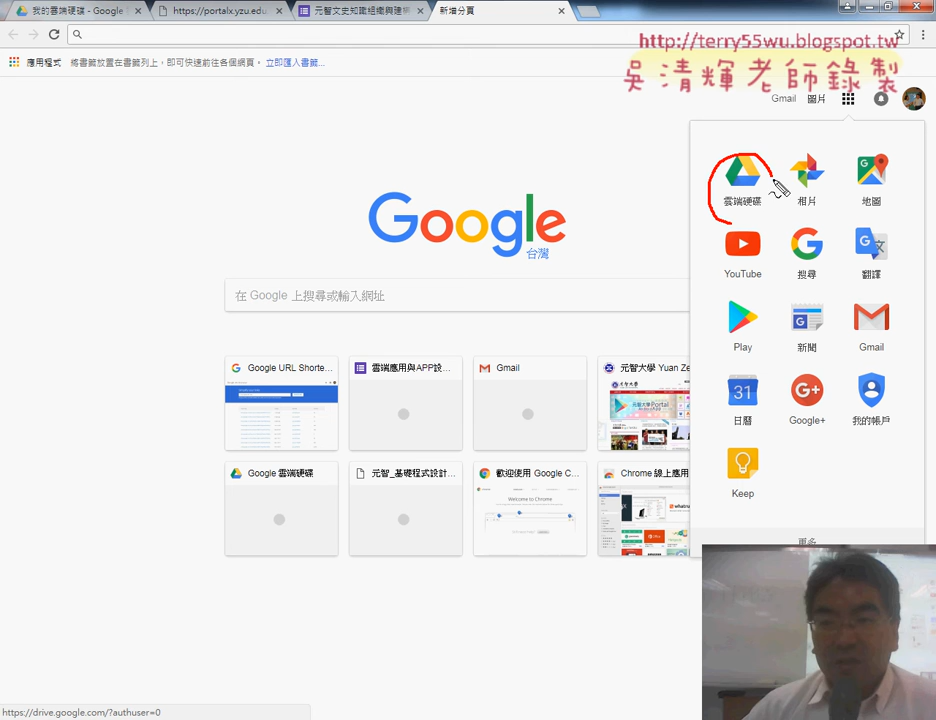 我的雲端硬碟 - Google
https://portalx.yzu.edu.
元智文史知建組織與建構
新增分頁
http://terry55wu.blogspot.tw
吳清輝老師錄製
應用程式
將書籤放置在書籤列上，即可快速前往各個網頁。
立即匯入書籤...
Gmail
圖片
雲端硬碟
相片
地圖
Google
台灣
在 Google 上搜尋或輸入網址
YouTube
搜尋
翻譯
Play
新聞
Gmail
Google URL Shorte...
雲端應用與APP設...
Gmail
元智大學 Yuan Ze
31
日曆
Google+
我的帳戶
Google 雲端硬碟
元智_基礎程式設計...
歡迎使用 Google C...
Chrome 線上應用
Welcome to Chrome
Keep
更多
https://drive.google.com/?authuser=0